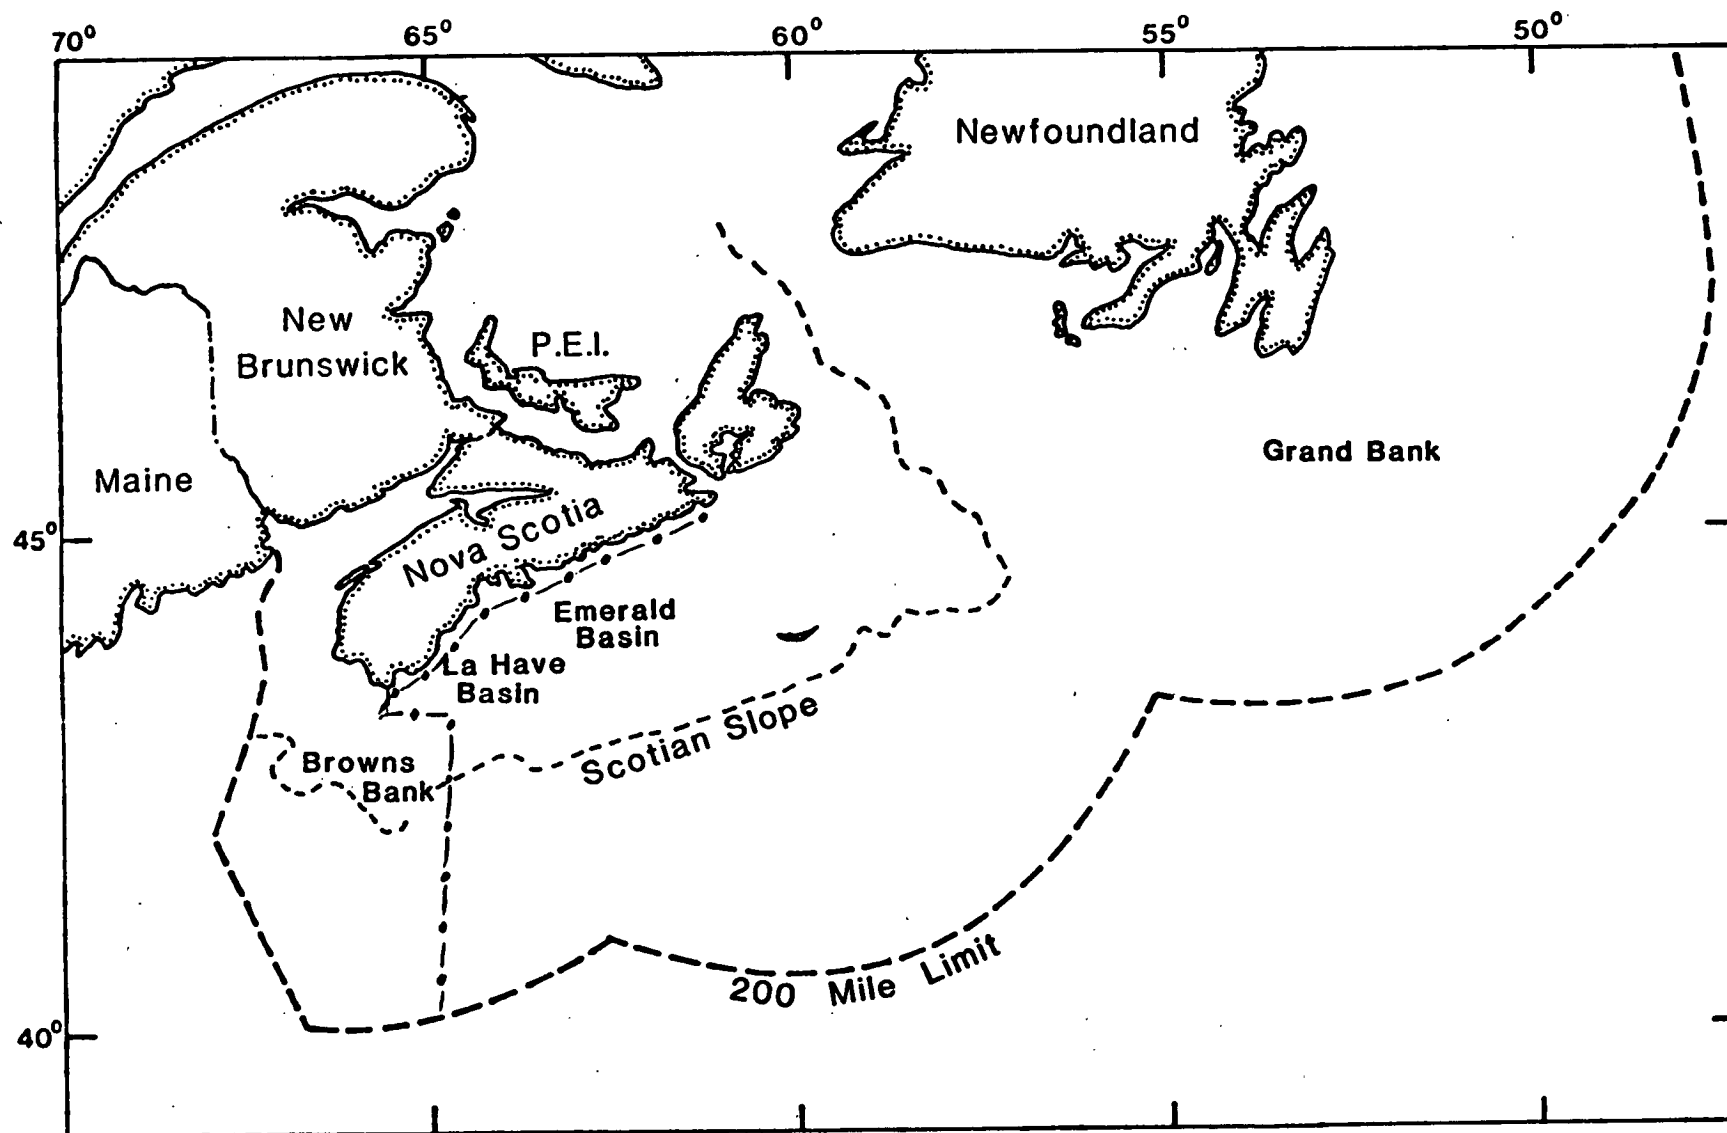 70° 65° 60° 55° 50°
Newfoundland
New
Brunswick
P.E.I.
Grand Bank
Maine
45°
Nova Scotia
Emerald
Basin
La Have
Basin
Scotian Slope
Browns
Bank
200 Mile Limit
40°